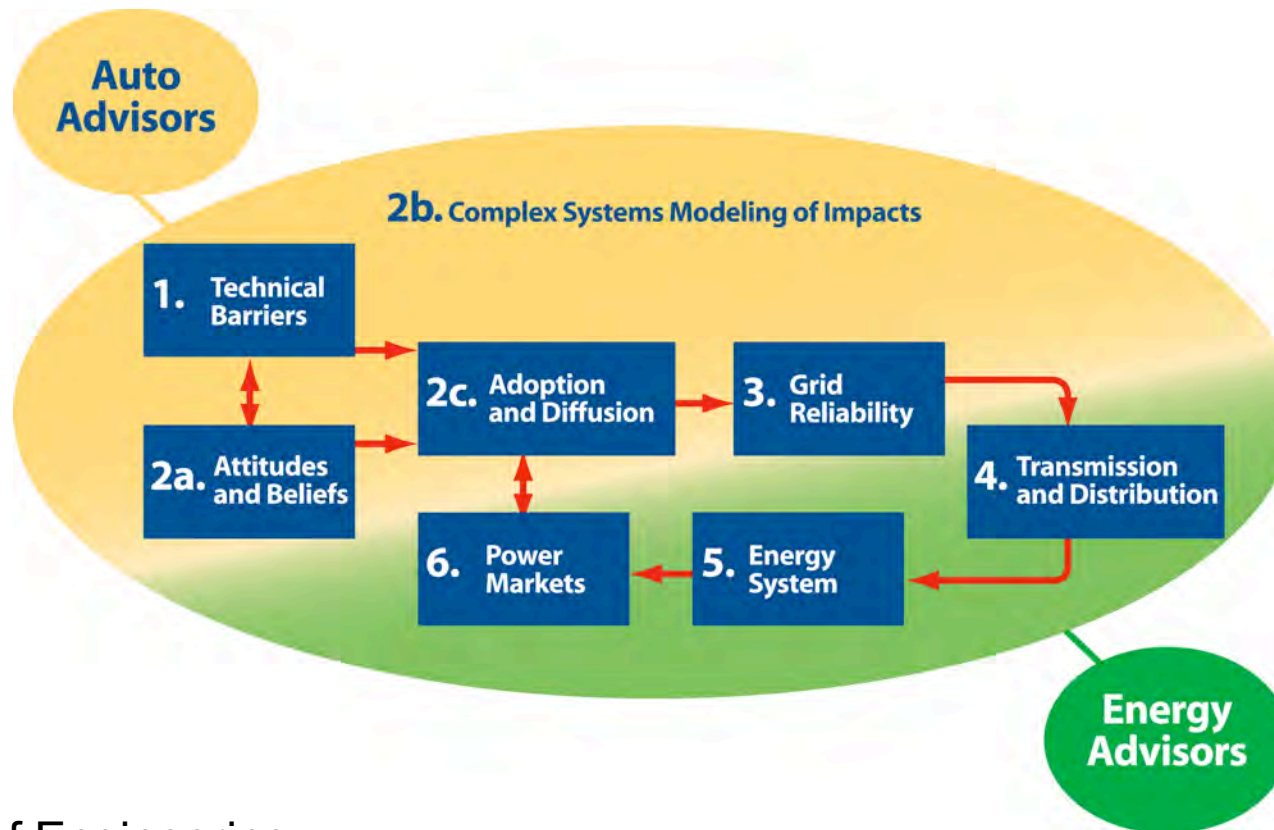 Auto
Advisors
2b. Complex Systems Modeling of Impacts
1. Technical
Barriers
2c. Adoption
and Diffusion
3. Grid
Reliability
2a. Attitudes
and Beliefs
4. Transmission
and Distribution
6. Power
Markets
5. Energy
System
Energy
Advisors